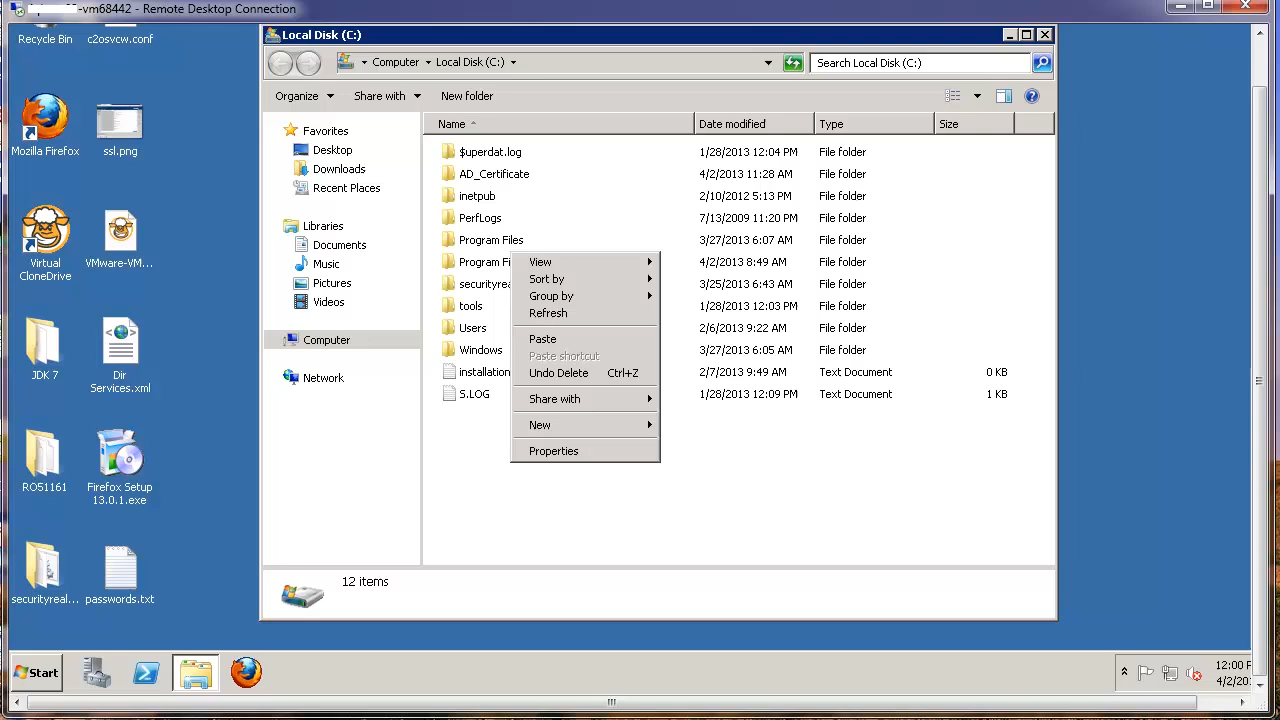 -vm68442 - Remote Desktop Connection
Recycle Bin
c2osvcw.conf
Mozilla Firefox
ssl.png
Virtual
CloneDrive
VMware-VM...
JDK 7
Dir
Services.xml
RO51161
Firefox Setup
13.0.1.exe
securityreal...
passwords.txt
Local Disk (C:)
Computer
Local Disk (C:)
Search Local Disk (C:)
Organize
Share with
New folder
Favorites
Desktop
Downloads
Recent Places
Libraries
Documents
Music
Pictures
Videos
Computer
Network
Name Date modified Type Size
$uperdat.log 1/28/2013 12:04 PM File folder
AD_Certificate 4/2/2013 11:28 AM File folder
inetpub 2/10/2012 5:13 PM File folder
PerfLogs 7/13/2009 11:20 PM File folder
Program Files 3/27/2013 6:07 AM File folder
Program Fi 4/2/2013 8:49 AM File folder
securityrea 3/25/2013 6:43 AM File folder
tools 1/28/2013 12:03 PM File folder
Users 2/6/2013 9:22 AM File folder
Windows 3/27/2013 6:05 AM File folder
installation 2/7/2013 9:49 AM Text Document 0 KB
S.LOG 1/28/2013 12:09 PM Text Document 1 KB
View
Sort by
Group by
Refresh
Paste
Paste shortcut
Undo Delete Ctrl+Z
Share with
New
Properties
12 items
Start
12:00 P
4/2/20